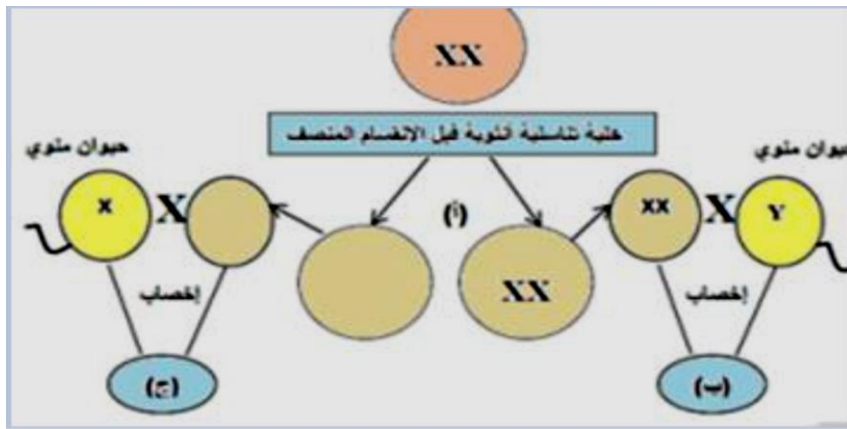 XX
خلية تناسلية أنثوية قبل الانقسام المنصف
حيوان منوي
حيوان منوي
Y
X
XX
X
X
(أ)
XX
إخصاب
إخصاب
(ب)
(ج)